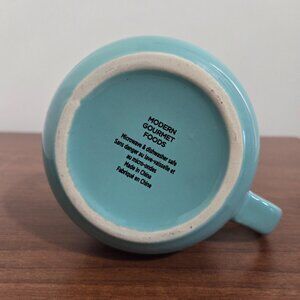 MODERN
GOURMET
FOODS
Microwave & dishwasher safe
Sans danger au lave-vaisselle et
au micro-ondes
Made in China
Fabriqué en Chine